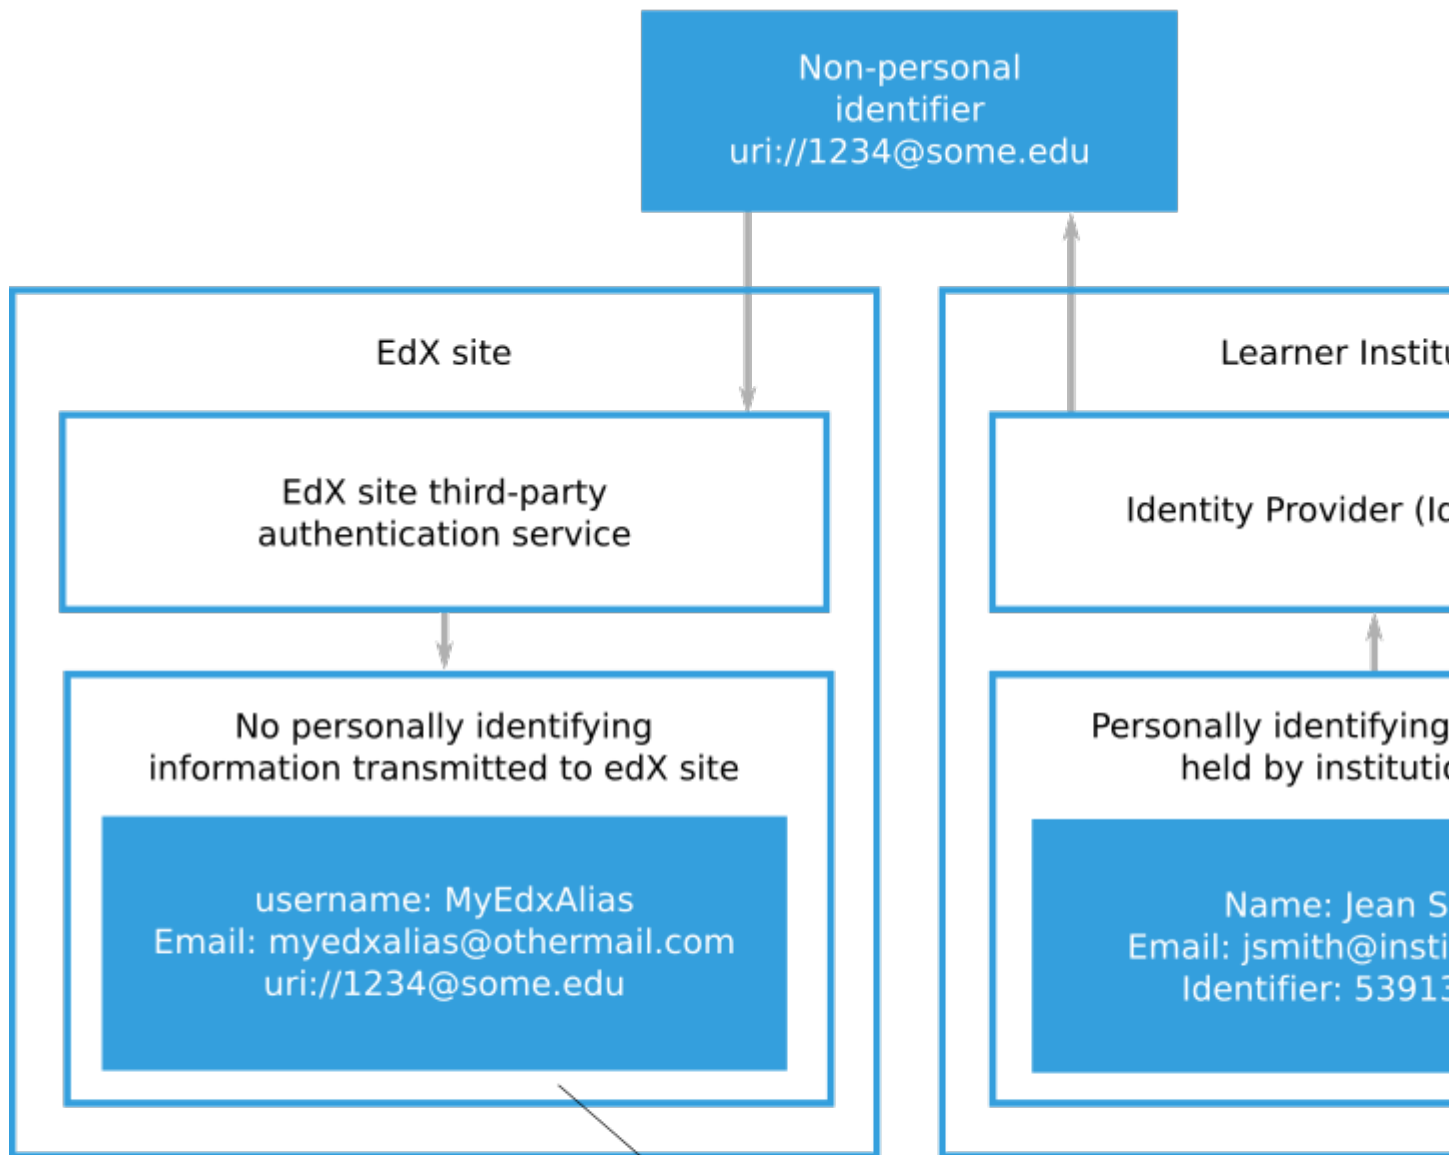 Non-personal
identifier
uri://1234@some.edu
EdX site
EdX site third-party
authentication service
No personally identifying
information transmitted to edX site
username: MyEdxAlias
Email: myedxalias@othermail.com
uri://1234@some.edu
Learner
Identity Provider
Personally identifying
held by
Name: Jean
Email:
Identifier: